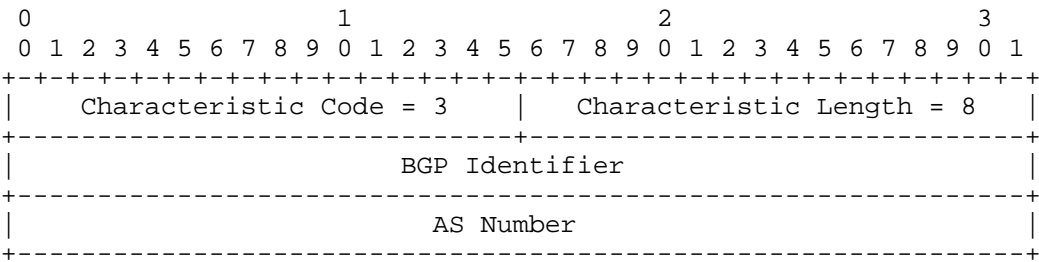 0                   1                   2                   3
 0 1 2 3 4 5 6 7 8 9 0 1 2 3 4 5 6 7 8 9 0 1 2 3 4 5 6 7 8 9 0 1
+-+-+-+-+-+-+-+-+-+-+-+-+-+-+-+-+-+-+-+-+-+-+-+-+-+-+-+-+-+-+-+-+
|    Characteristic Code = 3    |   Characteristic Length = 8   |
+-------------------------------+-------------------------------+
|                        BGP Identifier                         |
+---------------------------------------------------------------+
|                          AS Number                            |
+---------------------------------------------------------------+